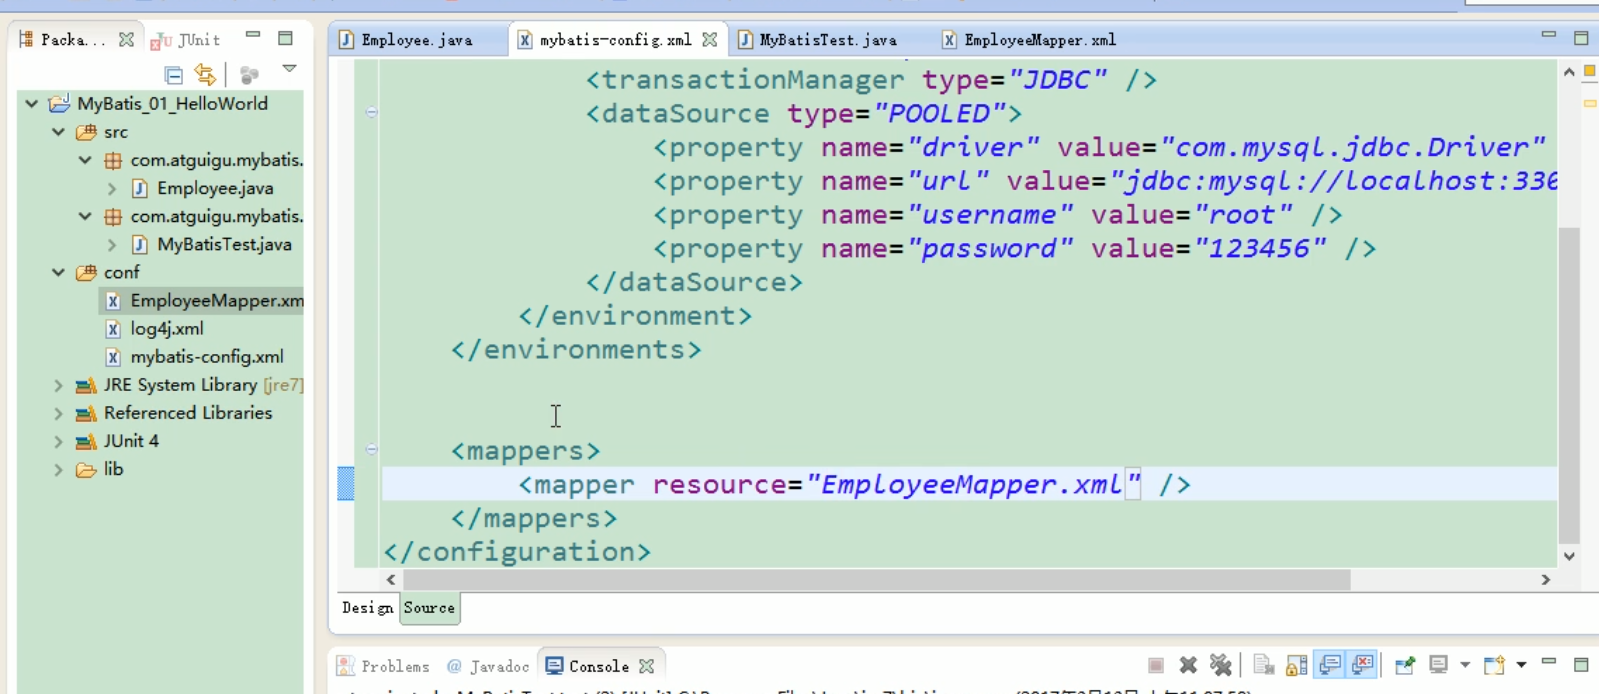 Packa... JUnit
MyBatis_01_HelloWorld
src
com.atguigu.mybatis.
Employee.java
com.atguigu.mybatis.
MyBatisTest.java
conf
EmployeeMapper.xm
log4j.xml
mybatis-config.xml
JRE System Library [jre7]
Referenced Libraries
JUnit 4
lib
Employee.java mybatis-config.xml MyBatisTest.java EmployeeMapper.xml
<transactionManager type="JDBC" />
<dataSource type="POOLED">
<property name="driver" value="com.mysql.jdbc.Driver"
<property name="url" value="jdbc:mysql://localhost:330
<property name="username" value="root" />
<property name="password" value="123456" />
</dataSource>
</environment>
</environments>
<mappers>
<mapper resource="EmployeeMapper.xml" />
</mappers>
</configuration>
Design Source
Problems @ Javadoc Console